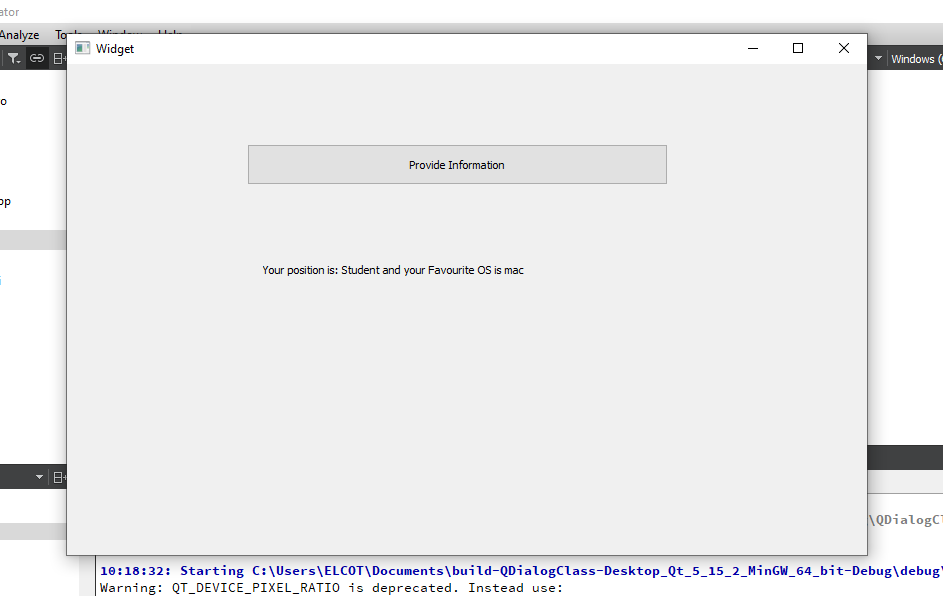 ator
Analyze Tools Window Help
Widget
Windows (
o
Provide Information
op
Your position is: Student and your Favourite OS is mac
\QDialogCl
10:18:32: Starting C:\Users\ELCOT\Documents\build-QDialogClass-Desktop_Qt_5_15_2_MinGW_64_bit-Debug\debug\
Warning: QT_DEVICE_PIXEL_RATIO is deprecated. Instead use: